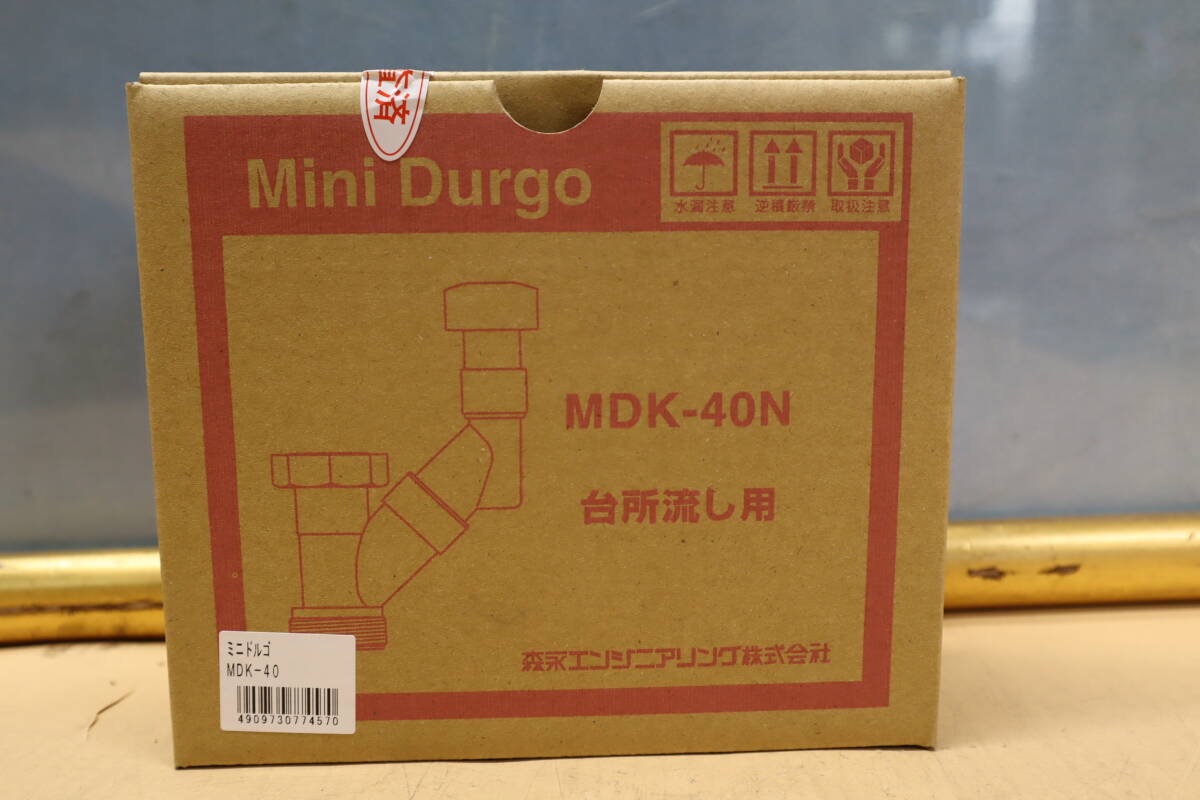 済
Mini Durgo
水濡注意 逆積厳禁 取扱注意
MDK-40N
台所流し用
森永エンジニアリング株式会社
ミニドルゴ
MDK-40
4909730774570